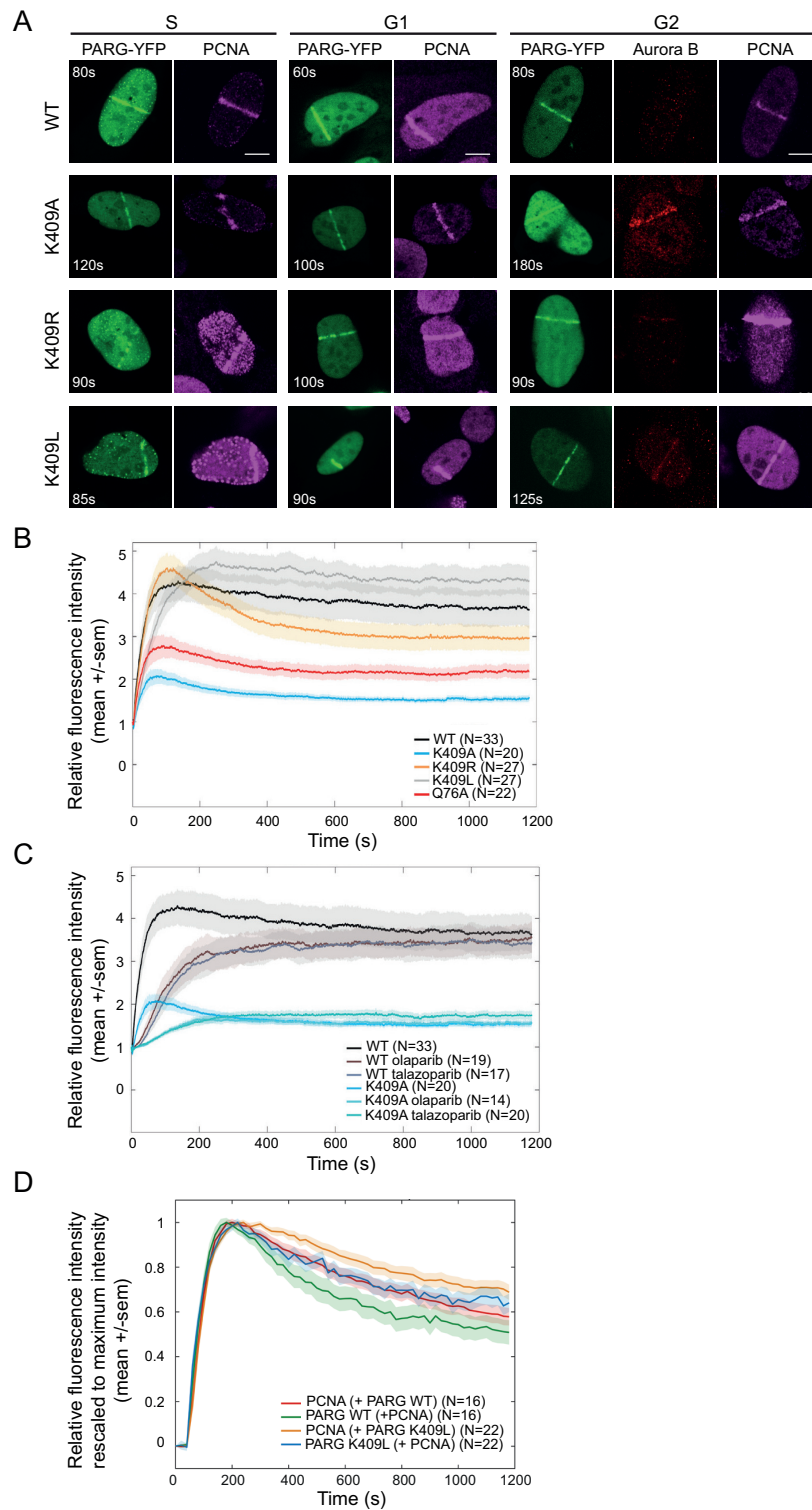 A
S G1 G2
PARG-YFP PCNA PARG-YFP PCNA PARG-YFP Aurora B PCNA
WT
80s 60s 80s
K409A
120s 100s 180s
K409R
90s 100s 90s
K409L
85s 90s 125s
B
Relative fluorescence intensity
(mean +/-sem)
5
4
3
2
1
0
WT (N=33)
K409A (N=20)
K409R (N=27)
K409L (N=27)
Q76A (N=22)
0 200 400 600 800 1000 1200
Time (s)
C
Relative fluorescence intensity
(mean +/-sem)
5
4
3
2
1
0
WT (N=33)
WT olaparib (N=19)
WT talazoparib (N=17)
K409A (N=20)
K409A olaparib (N=14)
K409A talazoparib (N=20)
0 200 400 600 800 1000 1200
Time (s)
D
Relative fluorescence intensity
rescaled to maximum intensity
(mean +/-sem)
1
0.8
0.6
0.4
0.2
0
PCNA (+ PARG WT) (N=16)
PARG WT (+PCNA) (N=16)
PCNA (+ PARG K409L) (N=22)
PARG K409L (+ PCNA) (N=22)
0 200 400 600 800 1000 1200
Time (s)